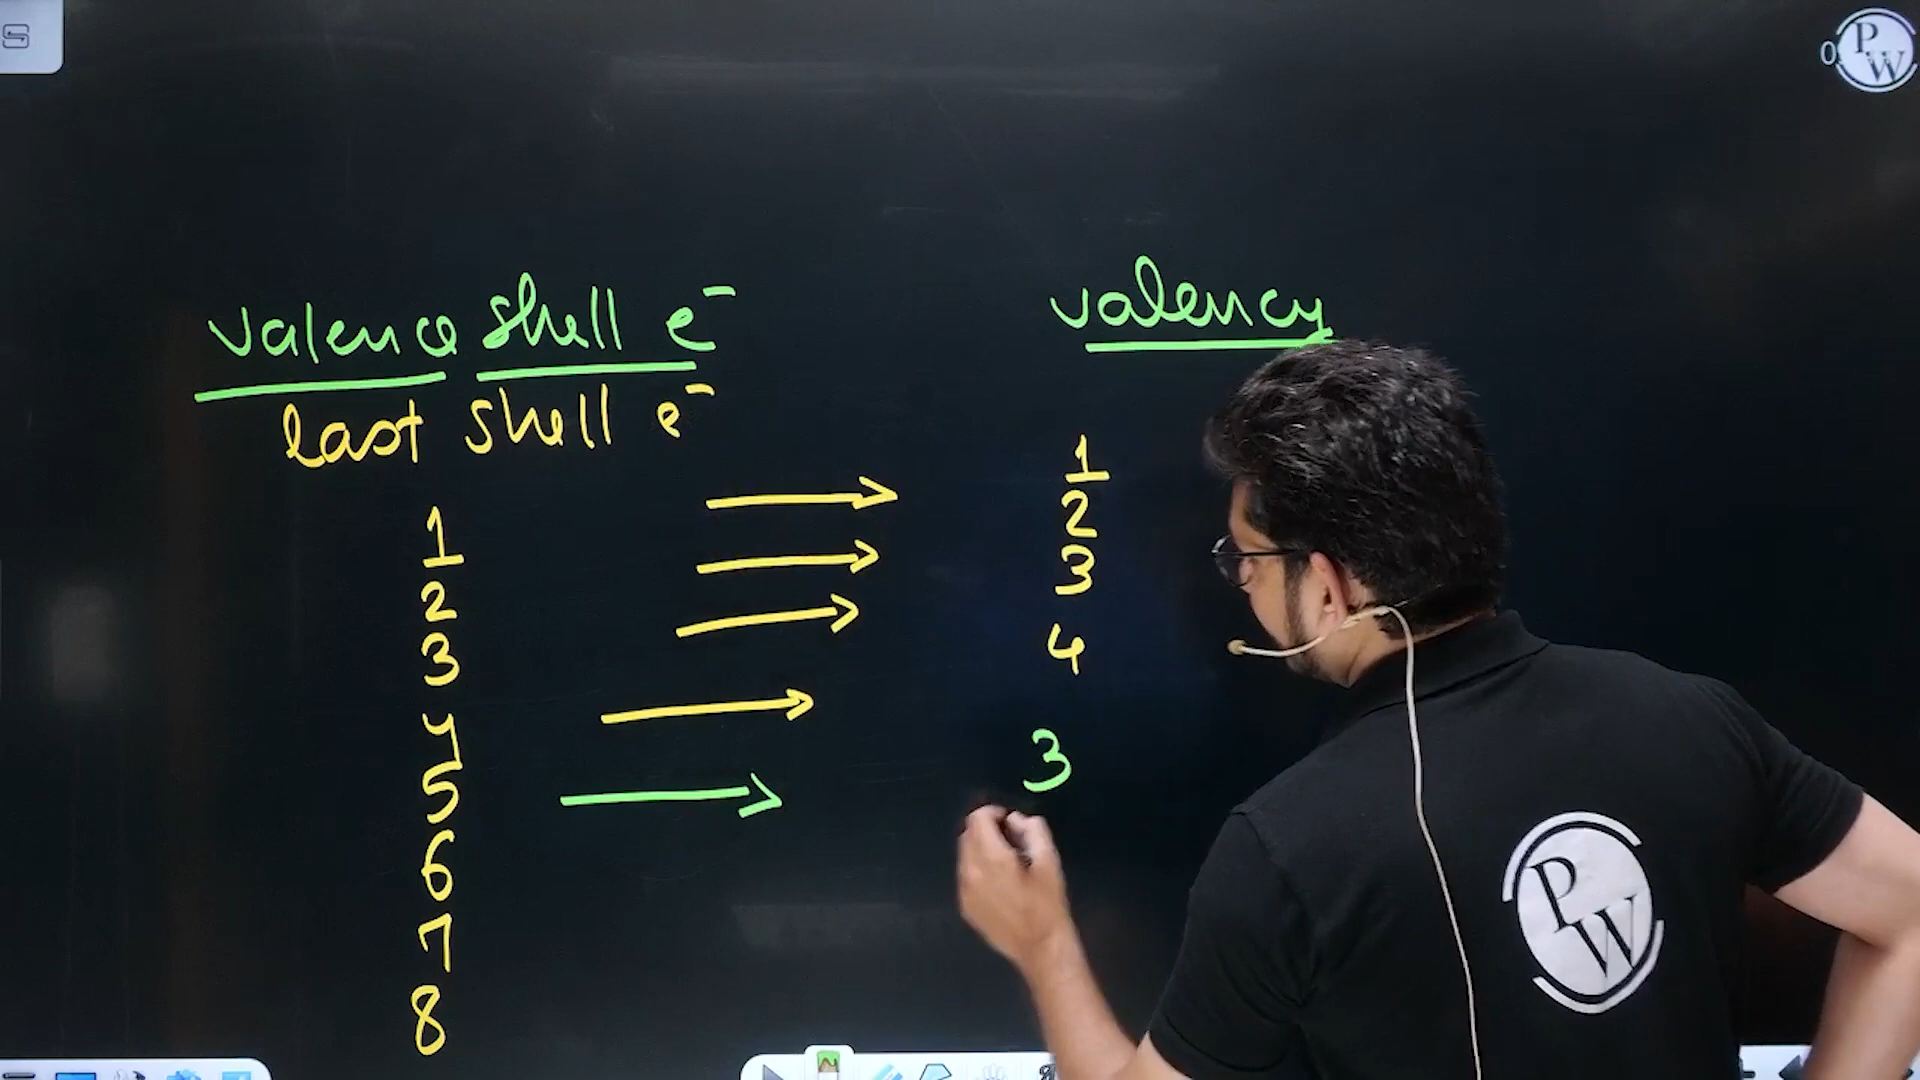 PW
valence shell e⁻
valency
last shell e⁻
1 → 1
2 → 2
3 → 3
4 → 4
5 → 3
6
7
8
PW